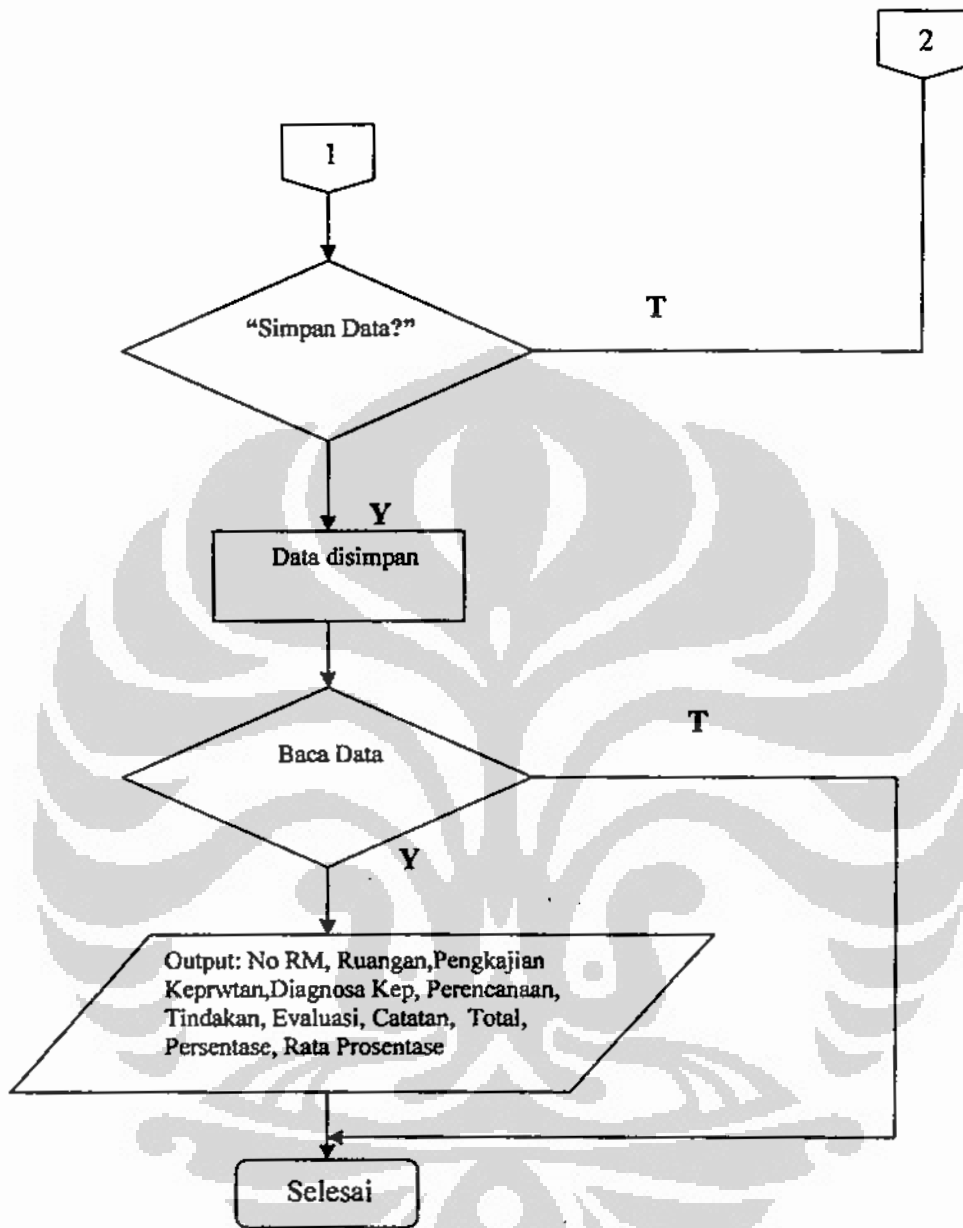 2
1
“Simpan Data?”
T
Y
Data disimpan
T
Baca Data
Y
Output: No RM, Ruangan,Pengkajian
Keprwtan,Diagnosa Kep, Perencanaan,
Tindakan, Evaluasi, Catatan, Total,
Persentase, Rata Prosentase
Selesai